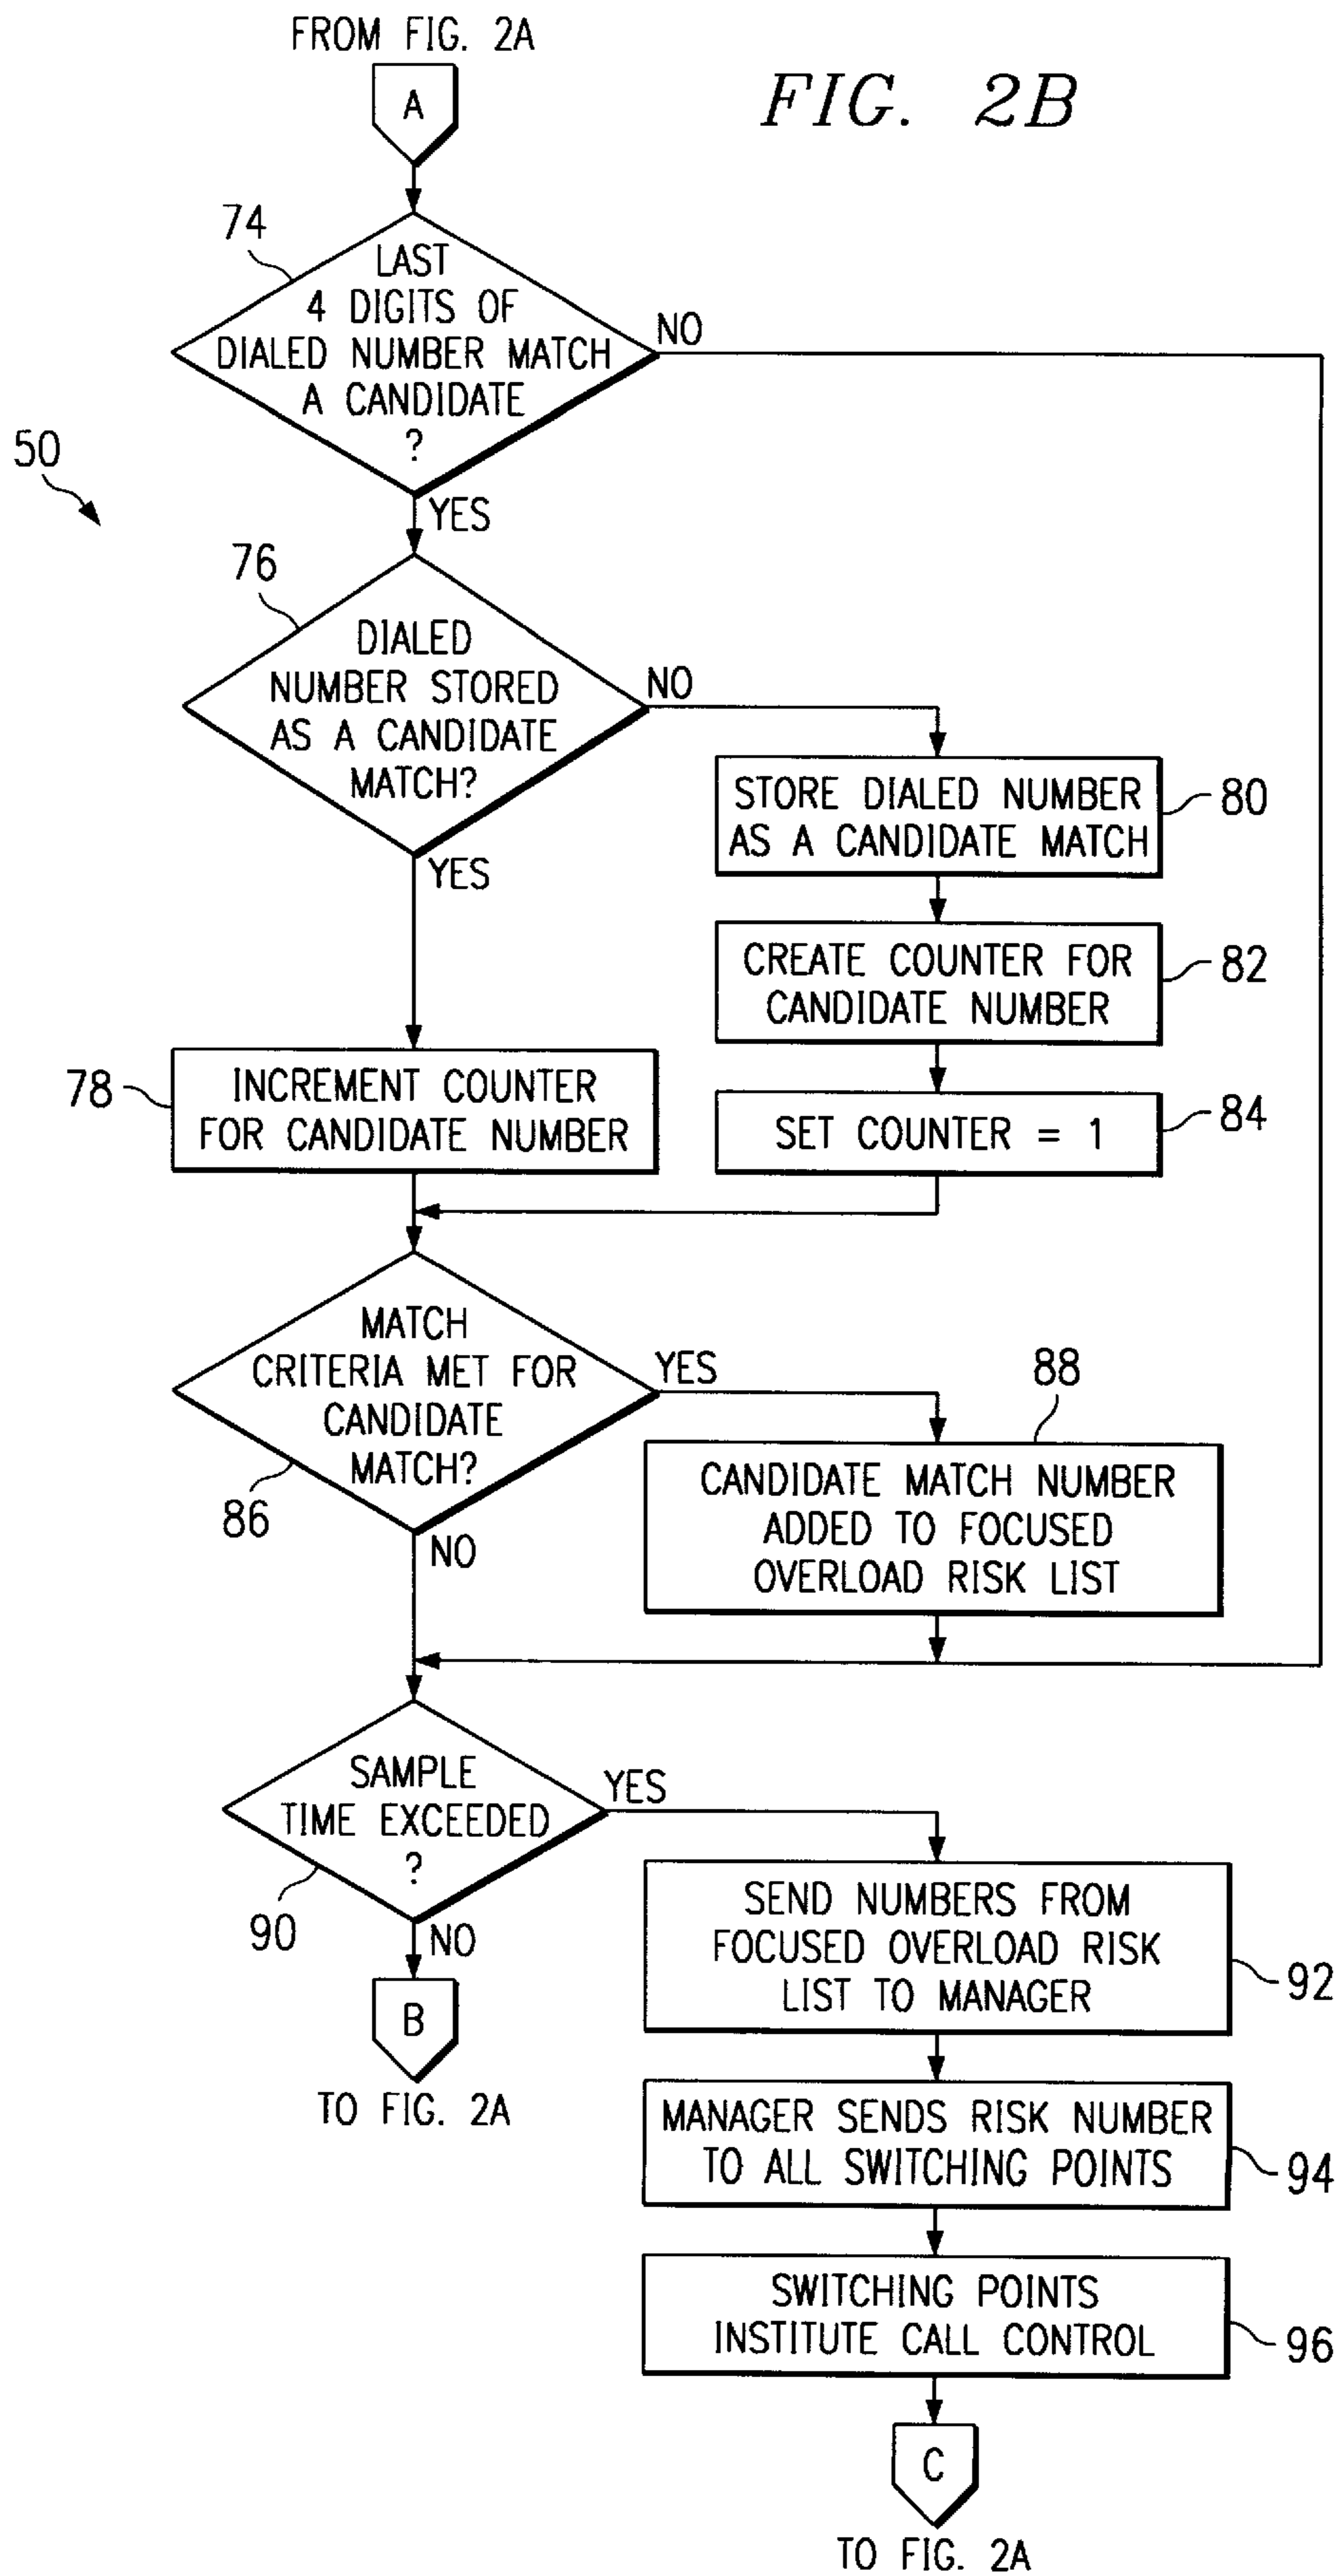 FROM FIG. 2A
FIG. 2B
A
74
LAST
4 DIGITS OF
DIALED NUMBER MATCH
A CANDIDATE
?
NO
50
YES
76
DIALED
NUMBER STORED
AS A CANDIDATE
MATCH?
NO
YES
STORE DIALED NUMBER
AS A CANDIDATE MATCH
80
CREATE COUNTER FOR
CANDIDATE NUMBER
82
78
INCREMENT COUNTER
FOR CANDIDATE NUMBER
SET COUNTER = 1
84
MATCH
CRITERIA MET FOR
CANDIDATE
MATCH?
YES
86
NO
88
CANDIDATE MATCH NUMBER
ADDED TO FOCUSED
OVERLOAD RISK LIST
SAMPLE
TIME EXCEEDED
?
YES
90
NO
B
TO FIG. 2A
SEND NUMBERS FROM
FOCUSED OVERLOAD RISK
LIST TO MANAGER
92
MANAGER SENDS RISK NUMBER
TO ALL SWITCHING POINTS
94
SWITCHING POINTS
INSTITUTE CALL CONTROL
96
C
TO FIG. 2A